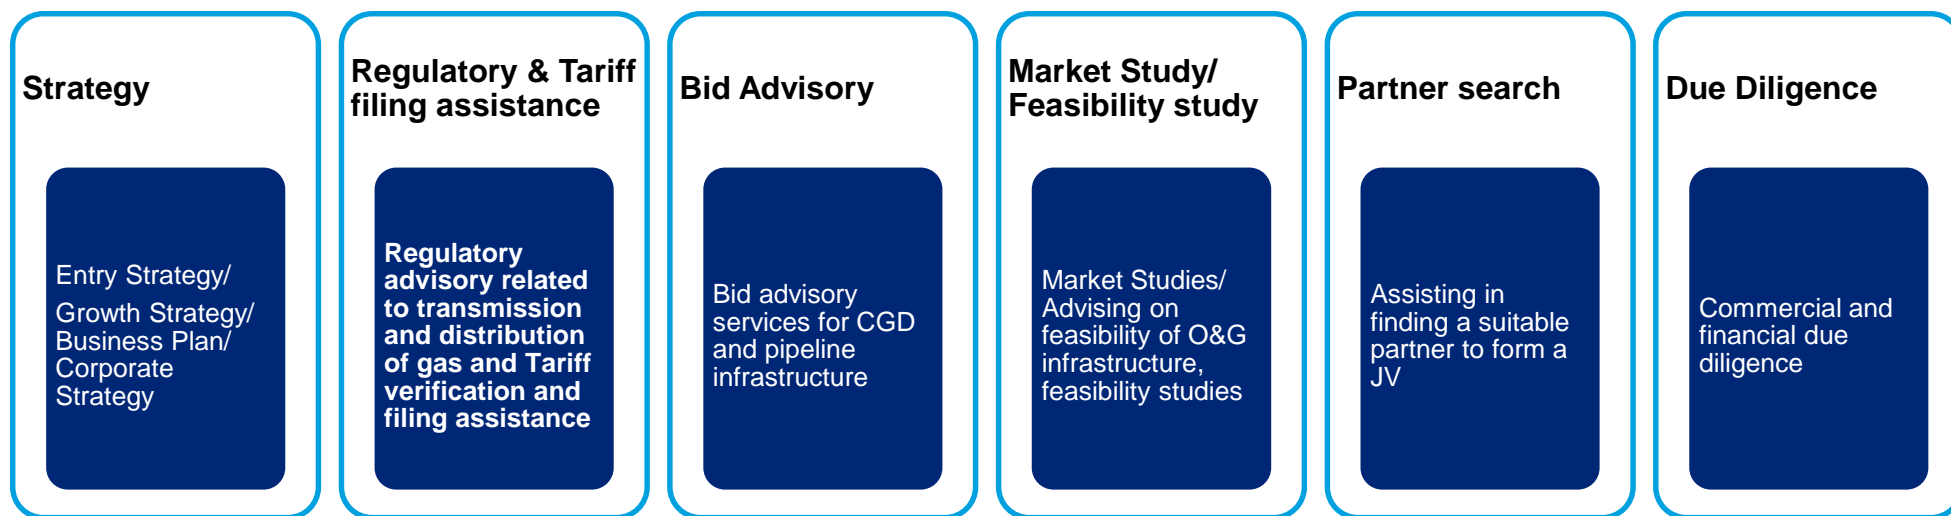 Strategy
Entry Strategy/
Growth Strategy/
Business Plan/
Corporate
Strategy
Regulatory & Tariff
filing assistance
Regulatory
advisory related
to transmission
and distribution
of gas and Tariff
verification and
filing assistance
Bid Advisory
Bid advisory
services for CGD
and pipeline
infrastructure
Market Study/
Feasibility study
Market Studies/
Advising on
feasibility of O&G
infrastructure,
feasibility studies
Partner search
Assisting in
finding a suitable
partner to form a
JV
Due Diligence
Commercial and
financial due
diligence